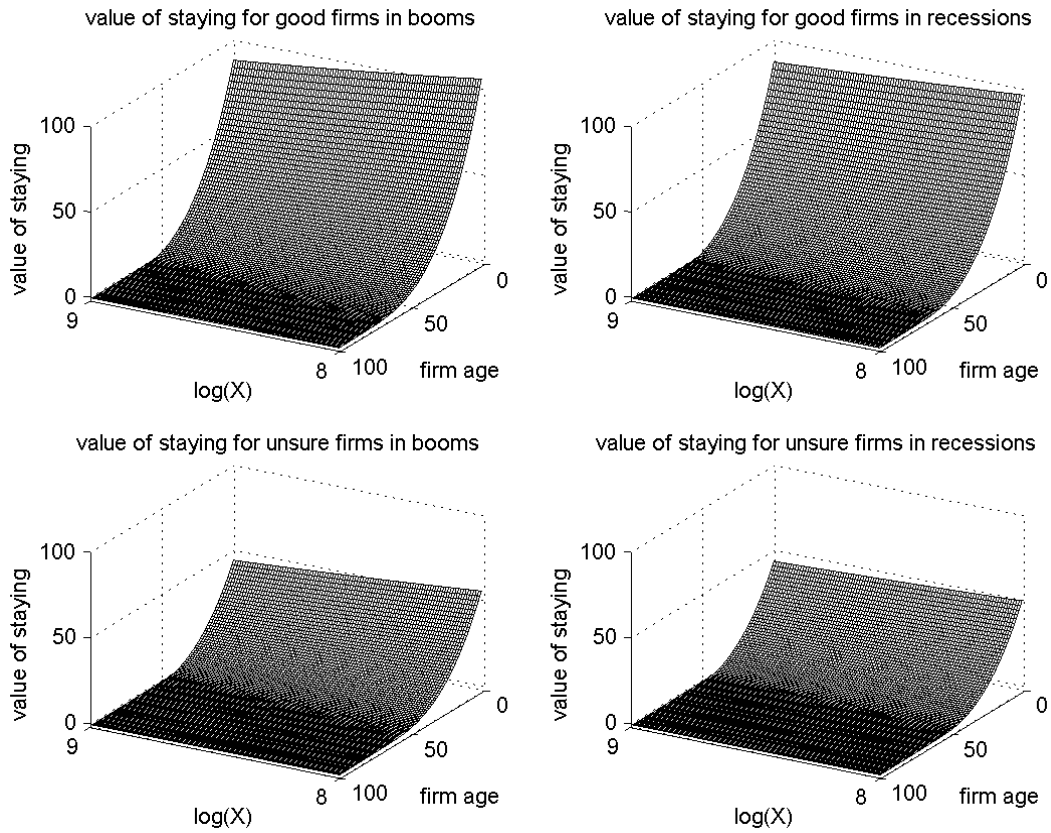 value of staying for good firms in booms
100
50
0
value of staying
9
8
log(X)
0
50
100
firm age
value of staying for good firms in recessions
100
50
0
value of staying
9
8
log(X)
0
50
100
firm age
value of staying for unsure firms in booms
100
50
0
value of staying
9
8
log(X)
0
50
100
firm age
value of staying for unsure firms in recessions
100
50
0
value of staying
9
8
log(X)
0
50
100
firm age